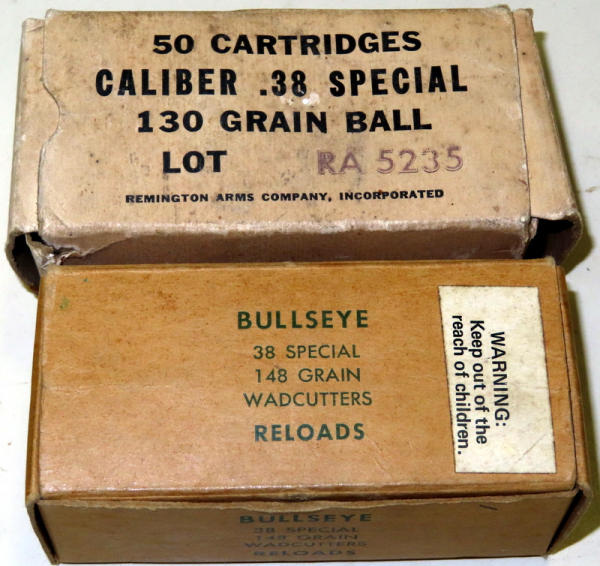 50 CARTRIDGES
CALIBER .38 SPECIAL
130 GRAIN BALL
LOT RA 5235
REMINGTON ARMS COMPANY, INCORPORATED
BULLSEYE
38 SPECIAL
148 GRAIN
WADCUTTERS
RELOADS
WARNING:
Keep out of the
reach of children.
BULLSEYE
38 SPECIAL
148 GRAIN
WADCUTTERS
RELOADS